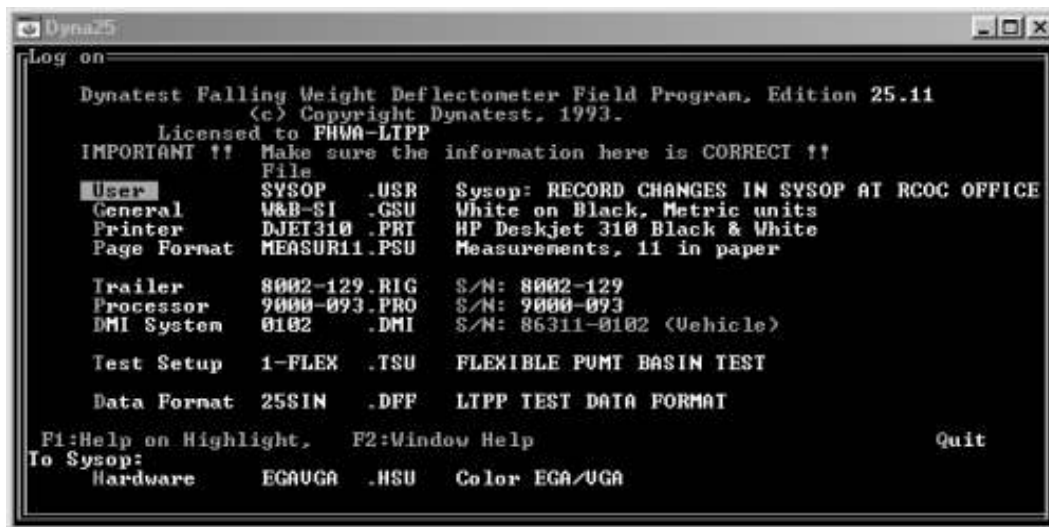 Dyna25
Log on
Dynatest Falling Weight Deflectometer Field Program, Edition 25.11
(c) Copyright Dynatest, 1993.
Licensed to FHWA-LTPP
IMPORTANT !! Make sure the information here is CORRECT !!
File
User SYSOP .USR Sysop: RECORD CHANGES IN SYSOP AT RCOC OFFICE
General W&B-SI .GSU White on Black, Metric units
Printer DJET310 .PRT HP Deskjet 310 Black & White
Page Format MEASUR11.PSU Measurements, 11 in paper
Trailer 8002-129.RIG S/N: 8002-129
Processor 9000-093.PRO S/N: 9000-093
DMI System 0102 .DMI S/N: 86311-0102 (Vehicle)
Test Setup 1-FLEX .TSU FLEXIBLE PVMT BASIN TEST
Data Format 25SIN .DFF LTPP TEST DATA FORMAT
F1:Help on Highlight, F2:Window Help Quit
To Sysop:
Hardware EGAVGA .HSU Color EGA/VGA